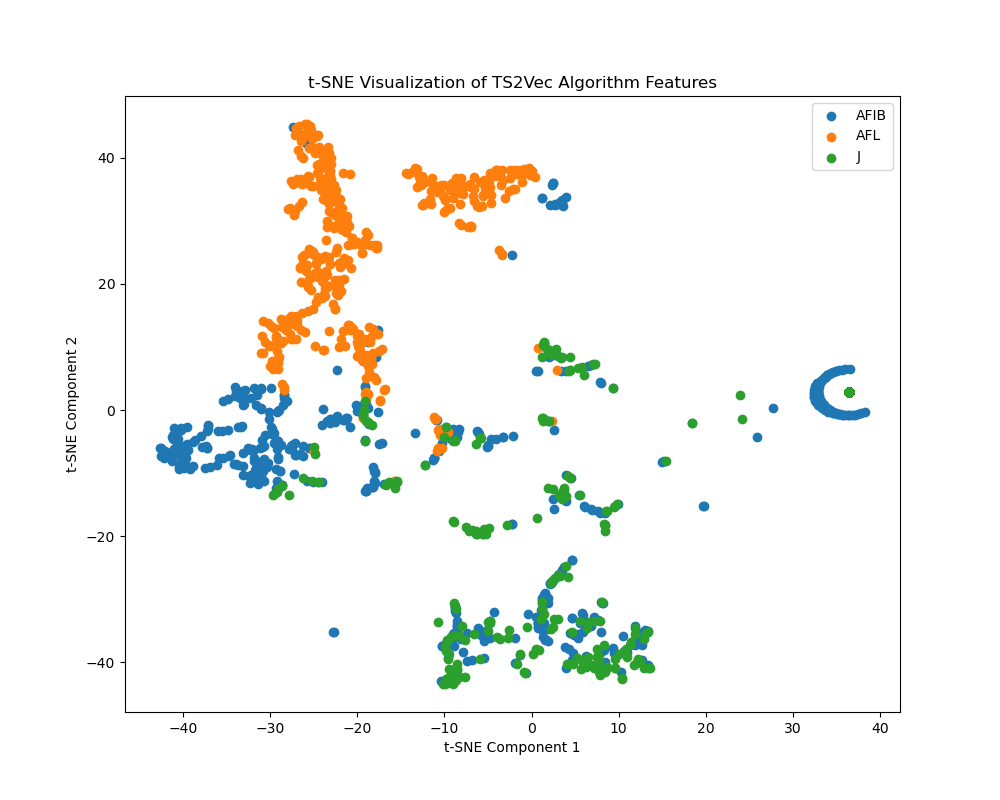 t-SNE Visualization of TS2Vec Algorithm Features
AFIB
AFL
J
t-SNE Component 2
40
20
0
−20
−40
−40 −30 −20 −10 0 10 20 30 40
t-SNE Component 1